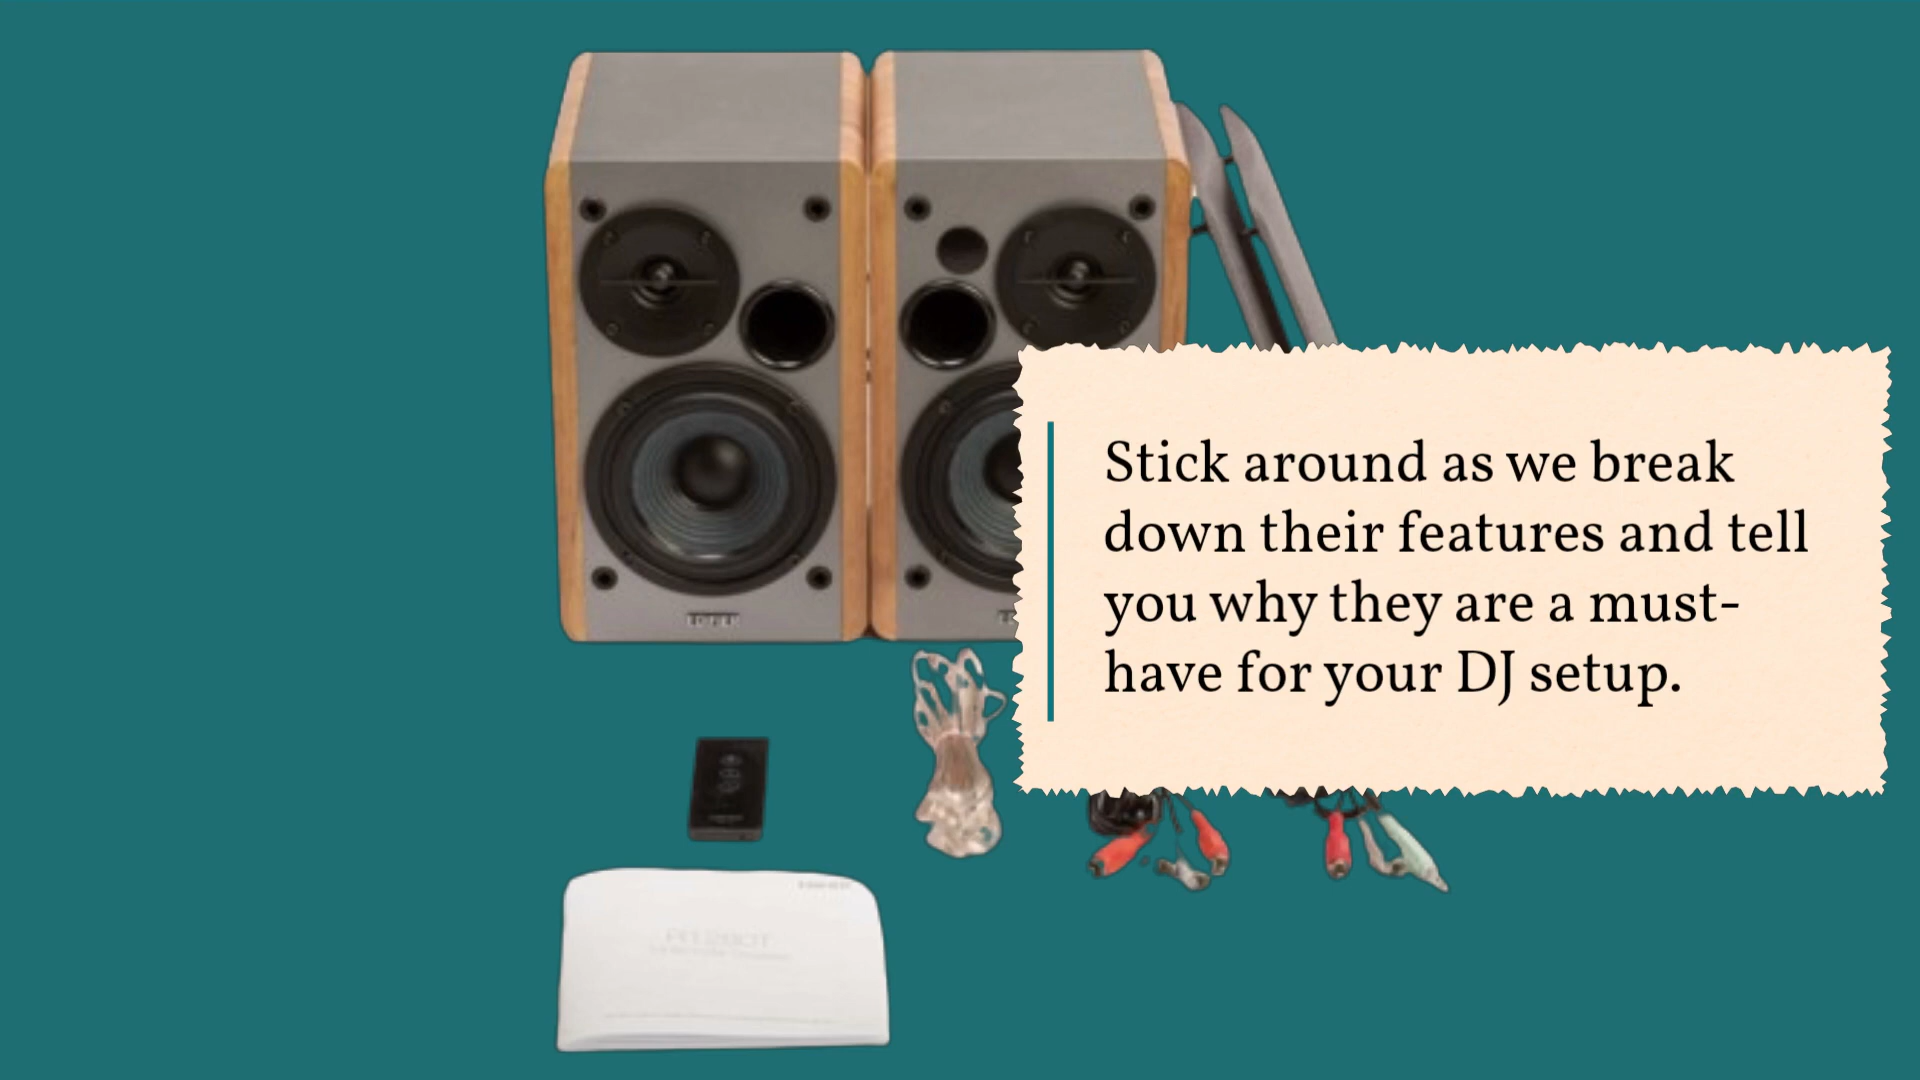 Stick around as we break
down their features and tell
you why they are a must-
have for your DJ setup.